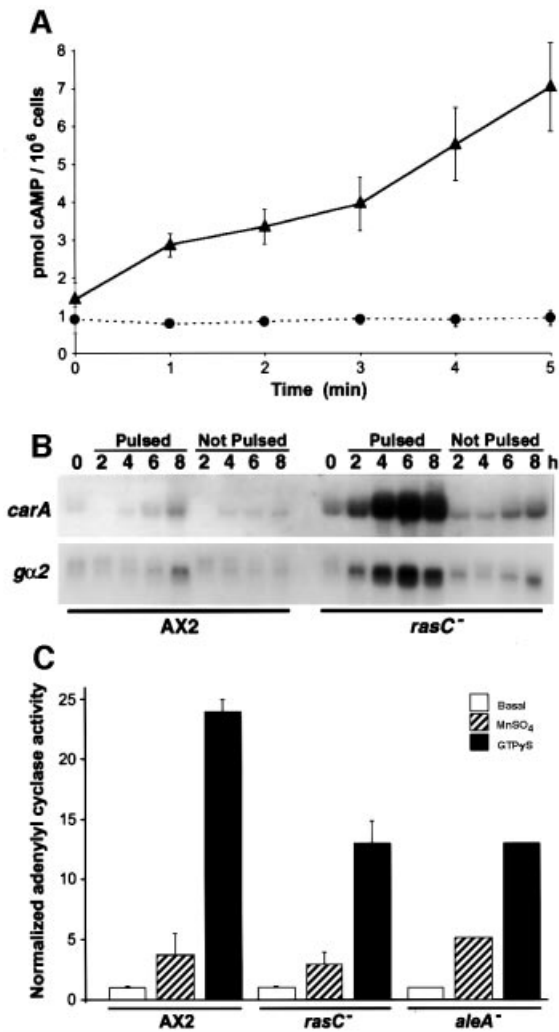 A
pmol cAMP / 10⁶ cells
8
7
6
5
4
3
2
1
0
0 1 2 3 4 5
Time (min)
B
Pulsed Not Pulsed Pulsed Not Pulsed
0 2 4 6 8 2 4 6 8 0 2 4 6 8 2 4 6 8 h
carA
gα2
AX2 rasC⁻
C
Normalized adenylyl cyclase activity
25
20
15
10
5
0
Basal
MnSO₄
GTPγS
AX2 rasC⁻ aleA⁻